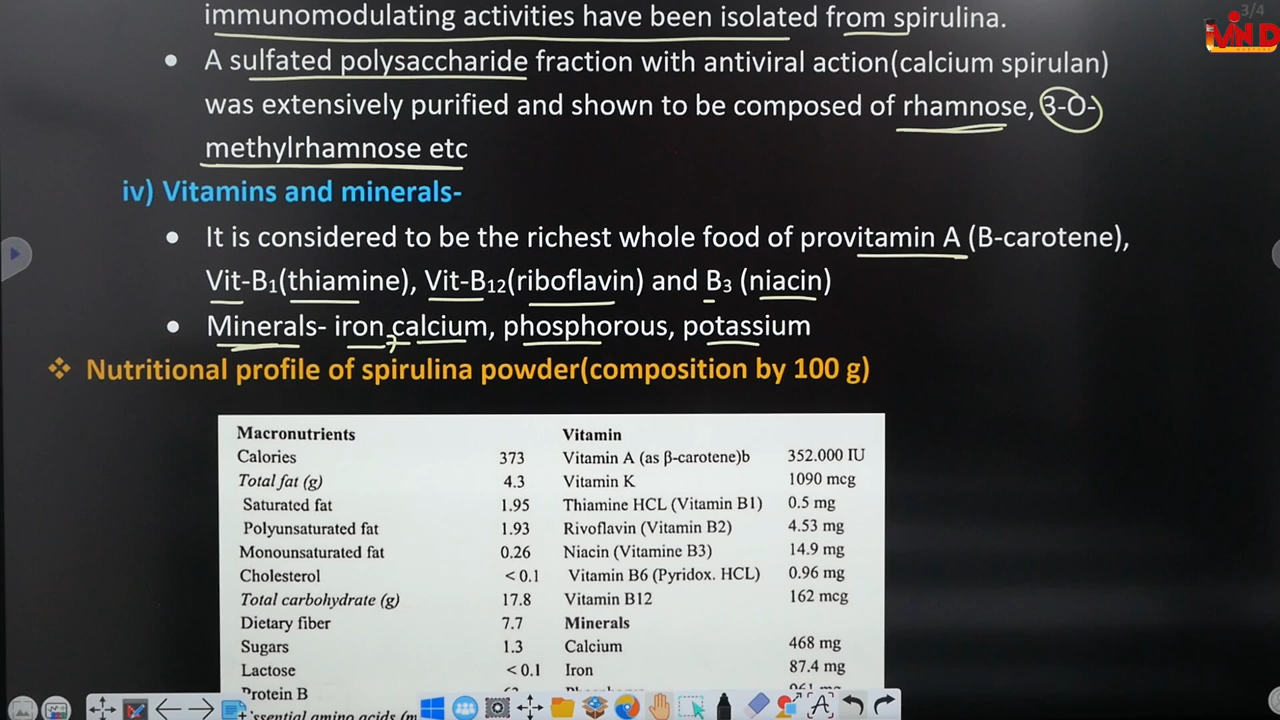 3/4
MIND
immunomodulating activities have been isolated from spirulina.
• A sulfated polysaccharide fraction with antiviral action(calcium spirulan)
was extensively purified and shown to be composed of rhamnose, 3-O-
methylrhamnose etc
iv) Vitamins and minerals-
• It is considered to be the richest whole food of provitamin A (B-carotene),
Vit-B₁(thiamine), Vit-B₁₂(riboflavin) and B₃ (niacin)
• Minerals- iron, calcium, phosphorous, potassium
❖ Nutritional profile of spirulina powder(composition by 100 g)
Macronutrients Vitamin
Calories 373 Vitamin A (as β-carotene)b 352.000 IU
Total fat (g) 4.3 Vitamin K 1090 mcg
Saturated fat 1.95 Thiamine HCL (Vitamin B1) 0.5 mg
Polyunsaturated fat 1.93 Rivoflavin (Vitamin B2) 4.53 mg
Monounsaturated fat 0.26 Niacin (Vitamine B3) 14.9 mg
Cholesterol < 0.1 Vitamin B6 (Pyridox. HCL) 0.96 mg
Total carbohydrate (g) 17.8 Vitamin B12 162 mcg
Dietary fiber 7.7 Minerals
Sugars 1.3 Calcium 468 mg
Lactose < 0.1 Iron 87.4 mg
Protein B
ssential amino acids (m